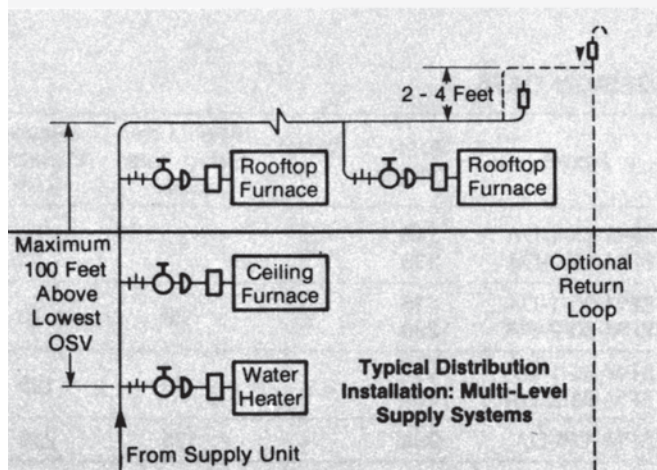 2 - 4 Feet
Rooftop
Furnace
Rooftop
Furnace
Maximum
100 Feet
Above
Lowest
OSV
Ceiling
Furnace
Optional
Return
Loop
Water
Heater
Typical Distribution
Installation: Multi-Level
Supply Systems
From Supply Unit